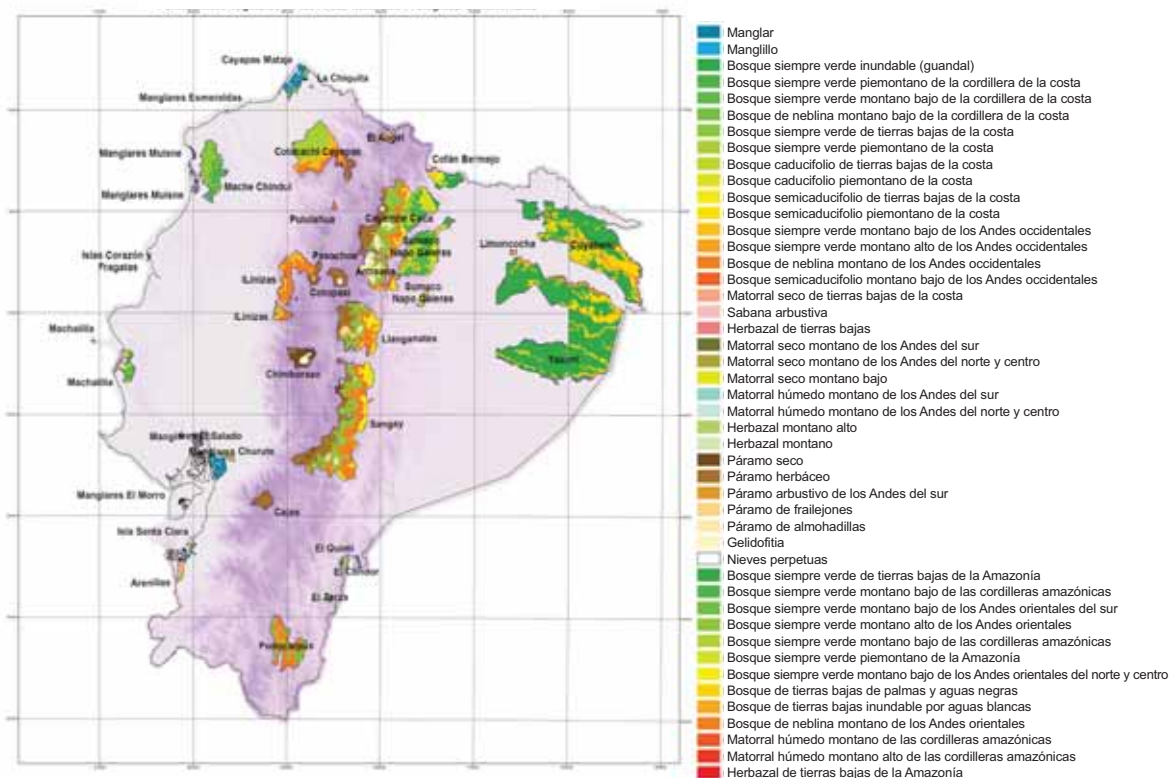 Cayapas Mataje
La Chiquita
Manglares Esmeraldas
El Angel
Cotacachi Cayapas
Cofán Bermejo
Manglares Muisne
Mache Chindul
Manglares Muisne
Pululahua
Cayambe Coca
Limoncocha
Cuyabeno
Sumaco
Napo Galeras
Islas Corazón y
Fragatas
Pasochoa
Antisana
ILinizas
Cotopaxi
Sumaco
Napo Galeras
ILinizas
Machalilla
Llanganates
Yasuni
Chimborazo
Machalilla
Sangay
Manglares El Salado
Manglares Churute
Manglares El Morro
Cajas
Isla Santa Clara
El Quimi
El Condor
Arenillas
El Zarza
Podocarpus
Manglar
Manglillo
Bosque siempre verde inundable (guandal)
Bosque siempre verde piemontano de la cordillera de la costa
Bosque siempre verde montano bajo de la cordillera de la costa
Bosque de neblina montano bajo de la cordillera de la costa
Bosque siempre verde de tierras bajas de la costa
Bosque siempre verde piemontano de la costa
Bosque caducifolio de tierras bajas de la costa
Bosque caducifolio piemontano de la costa
Bosque semicaducifolio de tierras bajas de la costa
Bosque semicaducifolio piemontano de la costa
Bosque siempre verde montano bajo de los Andes occidentales
Bosque siempre verde montano alto de los Andes occidentales
Bosque de neblina montano de los Andes occidentales
Bosque semicaducifolio montano bajo de los Andes occidentales
Matorral seco de tierras bajas de la costa
Sabana arbustiva
Herbazal de tierras bajas
Matorral seco montano de los Andes del sur
Matorral seco montano de los Andes del norte y centro
Matorral seco montano bajo
Matorral húmedo montano de los Andes del sur
Matorral húmedo montano de los Andes del norte y centro
Herbazal montano alto
Herbazal montano
Páramo seco
Páramo herbáceo
Páramo arbustivo de los Andes del sur
Páramo de frailejones
Páramo de almohadillas
Gelidofitia
Nieves perpetuas
Bosque siempre verde de tierras bajas de la Amazonía
Bosque siempre verde montano bajo de las cordilleras amazónicas
Bosque siempre verde montano bajo de los Andes orientales del sur
Bosque siempre verde montano alto de los Andes orientales
Bosque siempre verde montano bajo de las cordilleras amazónicas
Bosque siempre verde piemontano de la Amazonía
Bosque siempre verde montano bajo de los Andes orientales del norte y centro
Bosque de tierras bajas de palmas y aguas negras
Bosque de tierras bajas inundable por aguas blancas
Bosque de neblina montano de los Andes orientales
Matorral húmedo montano de las cordilleras amazónicas
Matorral húmedo montano alto de las cordilleras amazónicas
Herbazal de tierras bajas de la Amazonía